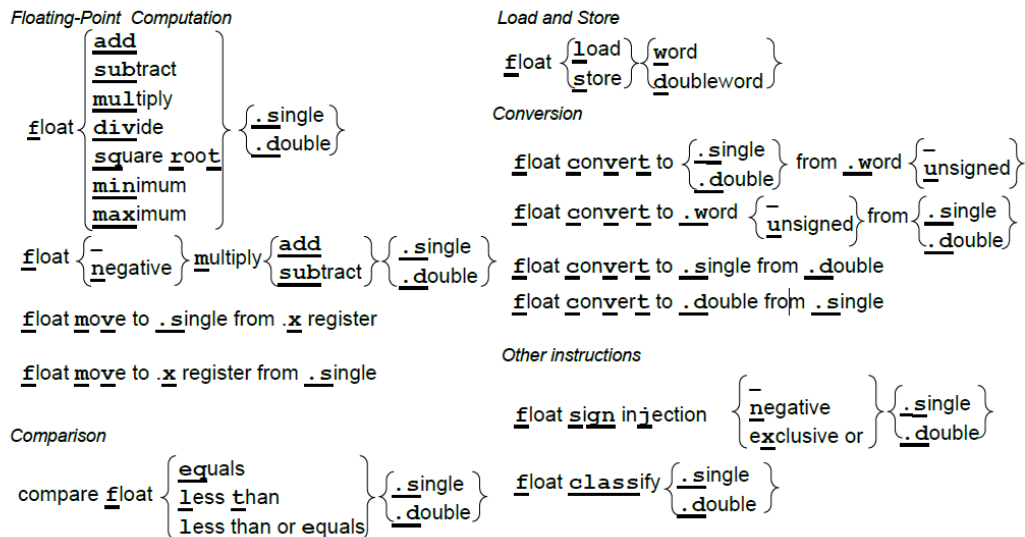 Floating-Point Computation
float
add
subtract
multiply
divide
square root
minimum
maximum
.single
.double
float
–
negative
multiply
add
subtract
.single
.double
float move to .single from .x register
float move to .x register from .single
Comparison
compare float
equals
less than
less than or equals
.single
.double
Load and Store
float
load
store
word
doubleword
Conversion
float convert to
.single
.double
from .word
–
unsigned
float convert to .word
–
unsigned
from
.single
.double
float convert to .single from .double
float convert to .double from .single
Other instructions
float sign injection
–
negative
exclusive or
.single
.double
float classify
.single
.double